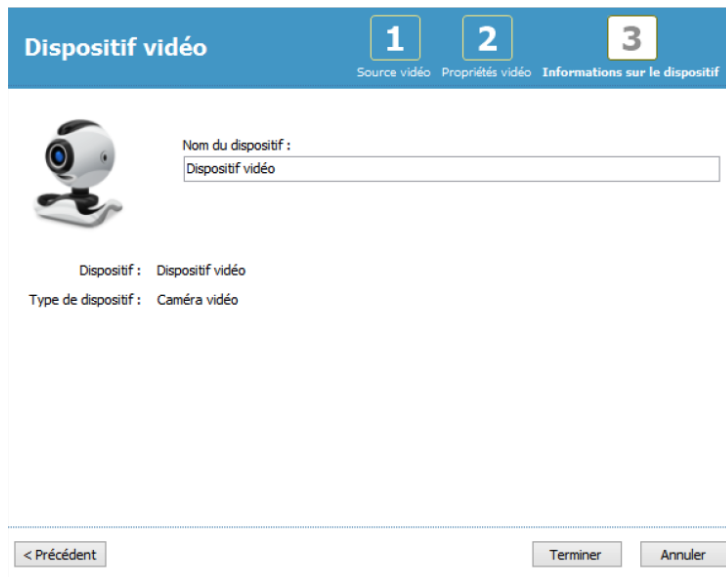 Dispositif vidéo
1 2 3
Source vidéo Propriétés vidéo Informations sur le dispositif
Nom du dispositif :
Dispositif vidéo
Dispositif : Dispositif vidéo
Type de dispositif : Caméra vidéo
< Précédent Terminer Annuler